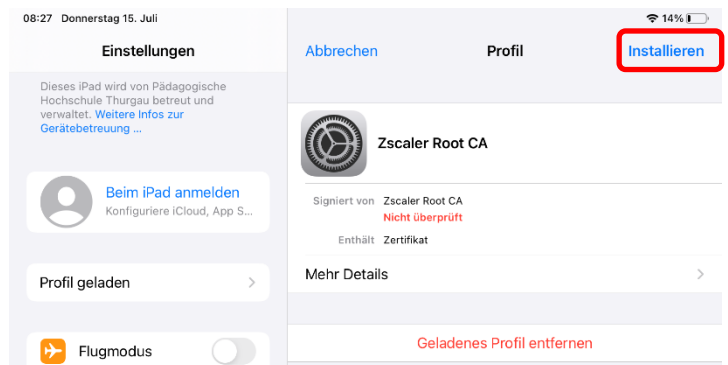 08:27 Donnerstag 15. Juli
14%
Einstellungen
Dieses iPad wird von Pädagogische
Hochschule Thurgau betreut und
verwaltet. Weitere Infos zur
Gerätebetreuung ...
Beim iPad anmelden
Konfiguriere iCloud, App S...
Profil geladen
Flugmodus
Abbrechen
Profil
Installieren
Zscaler Root CA
Signiert von Zscaler Root CA
Nicht überprüft
Enthält Zertifikat
Mehr Details
Geladenes Profil entfernen